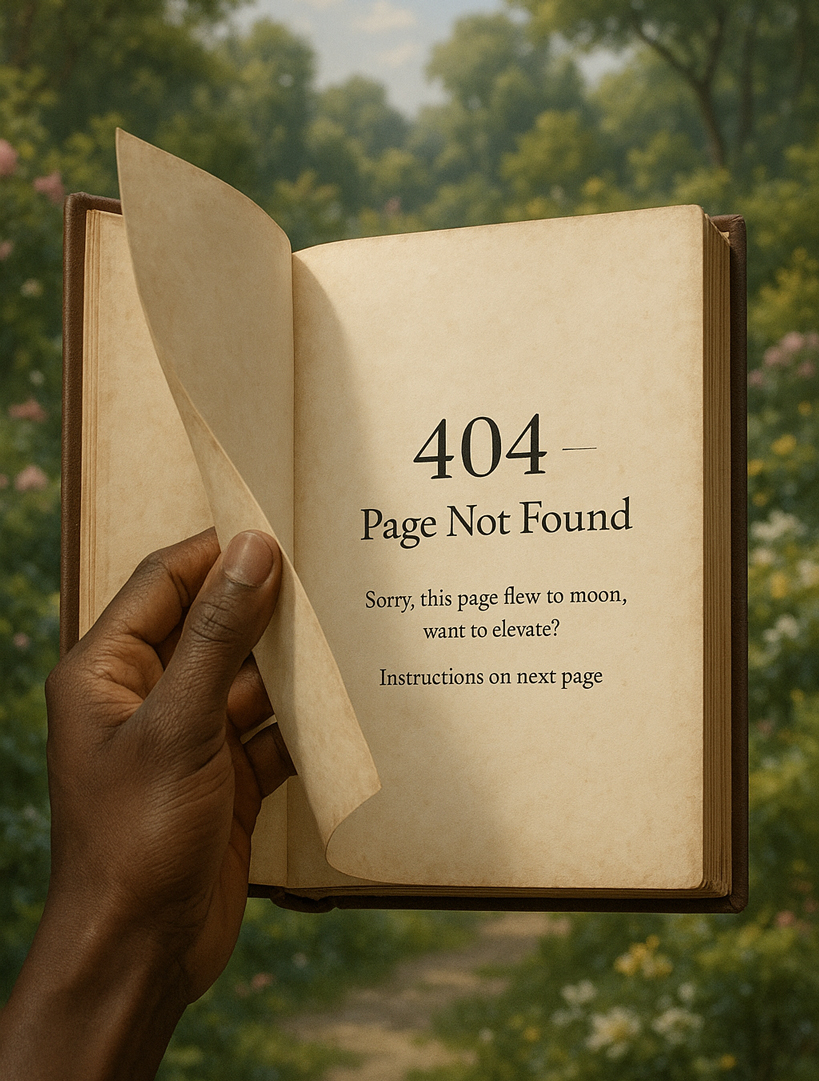 404 —
Page Not Found
Sorry, this page flew to moon,
want to elevate?
Instructions on next page